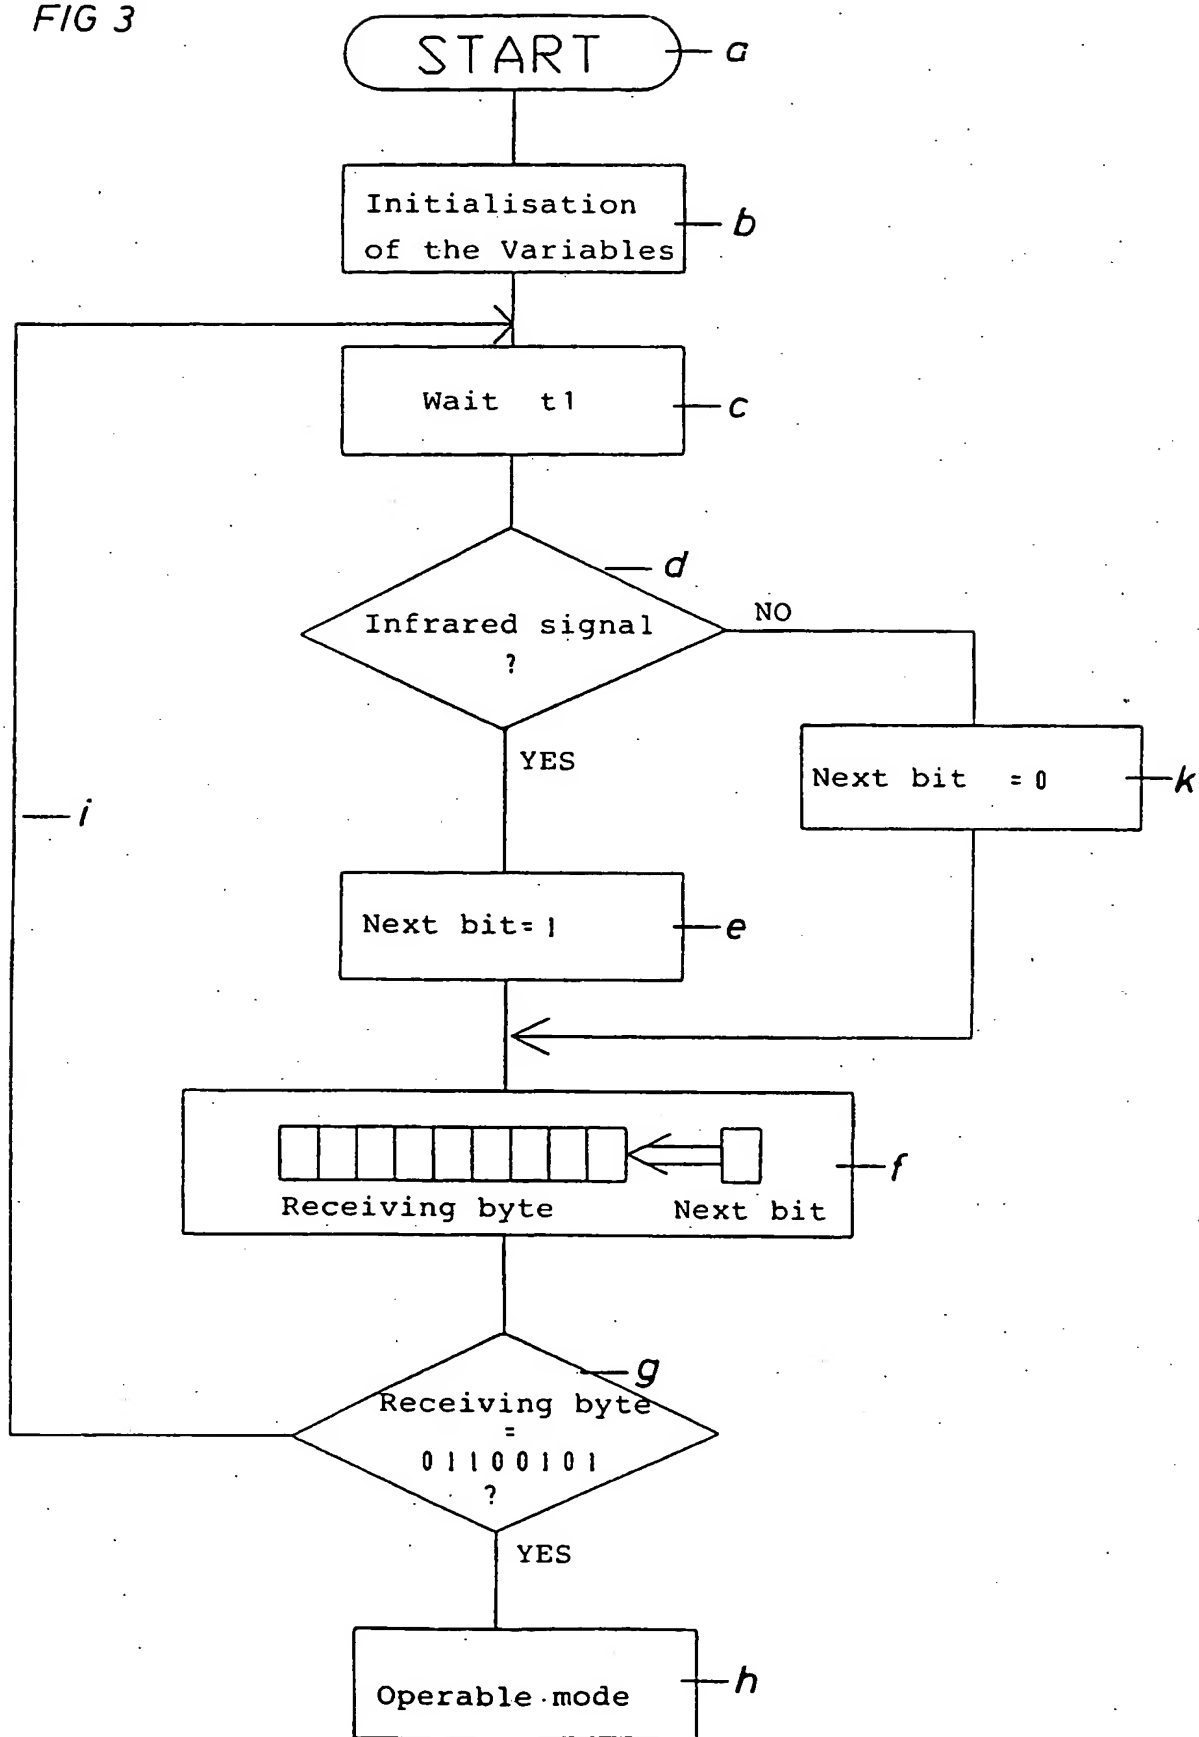 FIG 3
START
a
Initialisation
of the Variables
b
Wait t1
c
d
Infrared signal
?
NO
YES
Next bit = 0
k
i
Next bit= 1
e
Receiving byte
Next bit
f
g
Receiving byte
=
01100101
?
YES
Operable mode
h